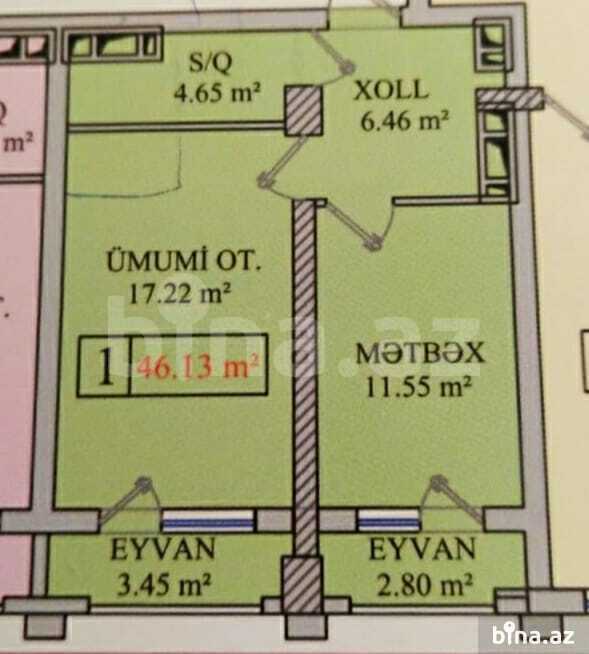 S/Q
4.65 m²
XOLL
6.46 m²
Q
m²
ÜMUMİ OT.
17.22 m²
bina.az
1 46.13 m²
MƏTBƏX
11.55 m²
EYVAN
3.45 m²
EYVAN
2.80 m²
bina.az